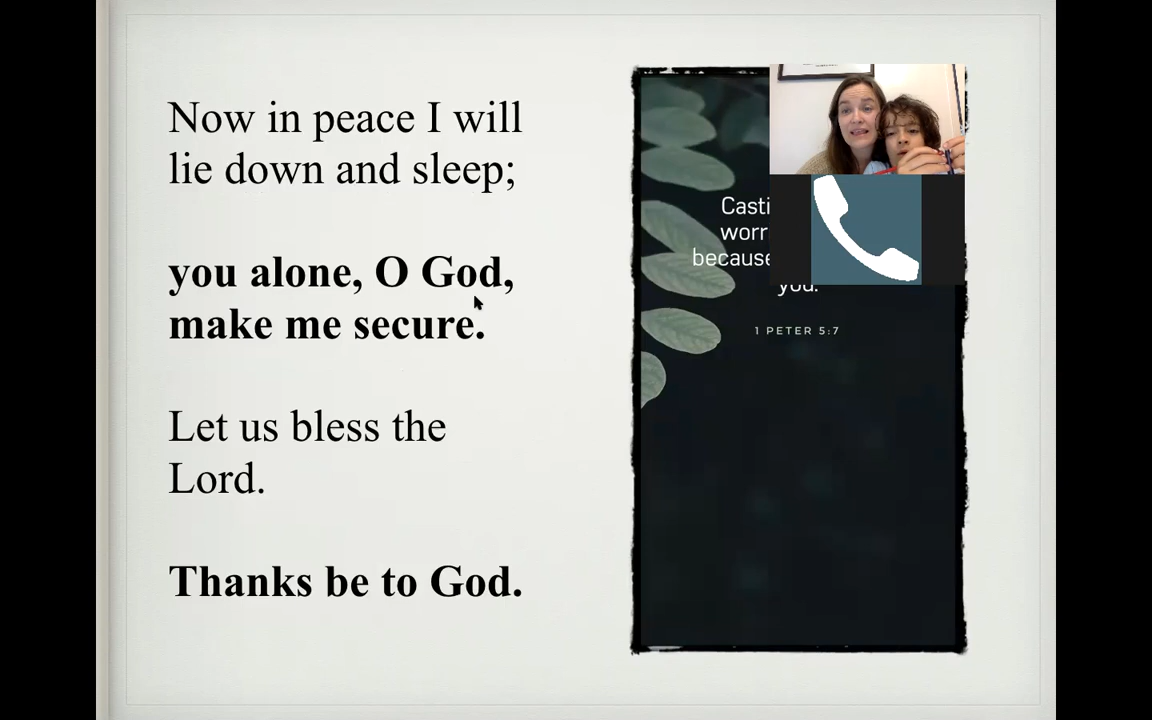 Now in peace I will
lie down and sleep;
you alone, O God,
make me secure.
Let us bless the
Lord.
Thanks be to God.
because
you.
1 PETER 5:7